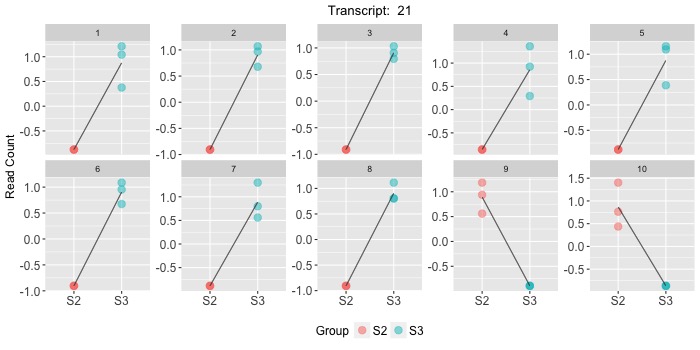 Transcript: 21
1 2 3 4 5
1.0 1.0 1.0 1.0 1.0
0.5 0.5 0.5 0.5 0.5
0.0 0.0 0.0 0.0 0.0
-0.5 -0.5 -0.5 -0.5 -0.5
-1.0 -1.0
Read Count
6 7 8 9 10
1.0 1.0 1.0 1.0 1.5
0.5 0.5 0.5 0.5 1.0
0.0 0.0 0.0 0.0 0.5
-0.5 -0.5 -0.5 -0.5 0.0
-1.0 -1.0 -0.5
S2 S3 S2 S3 S2 S3 S2 S3 S2 S3
Group S2 S3